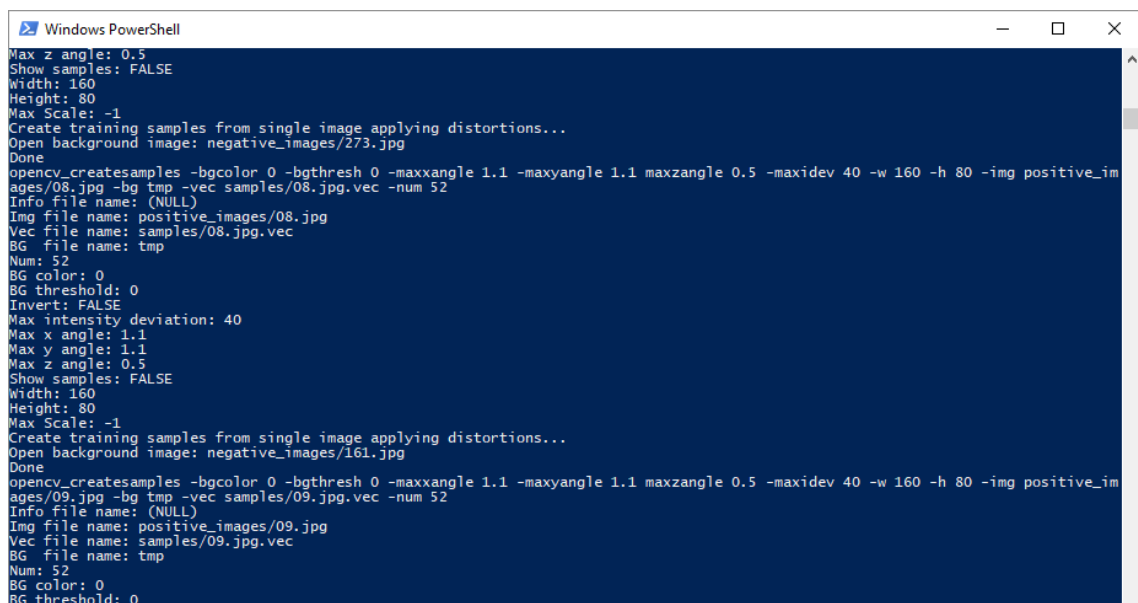 Windows PowerShell
Max z angle: 0.5
Show samples: FALSE
Width: 160
Height: 80
Max Scale: -1
Create training samples from single image applying distortions...
Open background image: negative_images/273.jpg
Done
opencv_createsamples -bgcolor 0 -bgthresh 0 -maxxangle 1.1 -maxyangle 1.1 maxzangle 0.5 -maxidev 40 -w 160 -h 80 -img positive_im
ages/08.jpg -bg tmp -vec samples/08.jpg.vec -num 52
Info file name: (NULL)
Img file name: positive_images/08.jpg
Vec file name: samples/08.jpg.vec
BG  file name: tmp
Num: 52
BG color: 0
BG threshold: 0
Invert: FALSE
Max intensity deviation: 40
Max x angle: 1.1
Max y angle: 1.1
Max z angle: 0.5
Show samples: FALSE
Width: 160
Height: 80
Max Scale: -1
Create training samples from single image applying distortions...
Open background image: negative_images/161.jpg
Done
opencv_createsamples -bgcolor 0 -bgthresh 0 -maxxangle 1.1 -maxyangle 1.1 maxzangle 0.5 -maxidev 40 -w 160 -h 80 -img positive_im
ages/09.jpg -bg tmp -vec samples/09.jpg.vec -num 52
Info file name: (NULL)
Img file name: positive_images/09.jpg
Vec file name: samples/09.jpg.vec
BG  file name: tmp
Num: 52
BG color: 0
BG threshold: 0